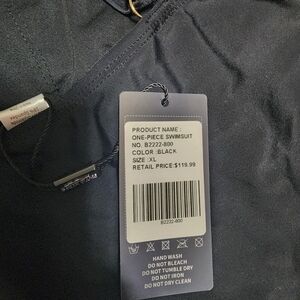 PRODUCT NAME :
ONE-PIECE SWIMSUIT
NO. B2222-800
COLOR :BLACK
SIZE :XL
RETAIL PRICE:$119.99
B2222-800
HAND WASH
DO NOT BLEACH
DO NOT TUMBLE DRY
DO NOT IRON
DO NOT DRY CLEAN